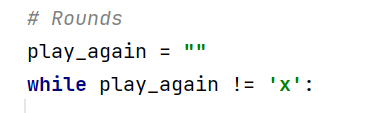 # Rounds
play_again = ""
while play_again != 'x':